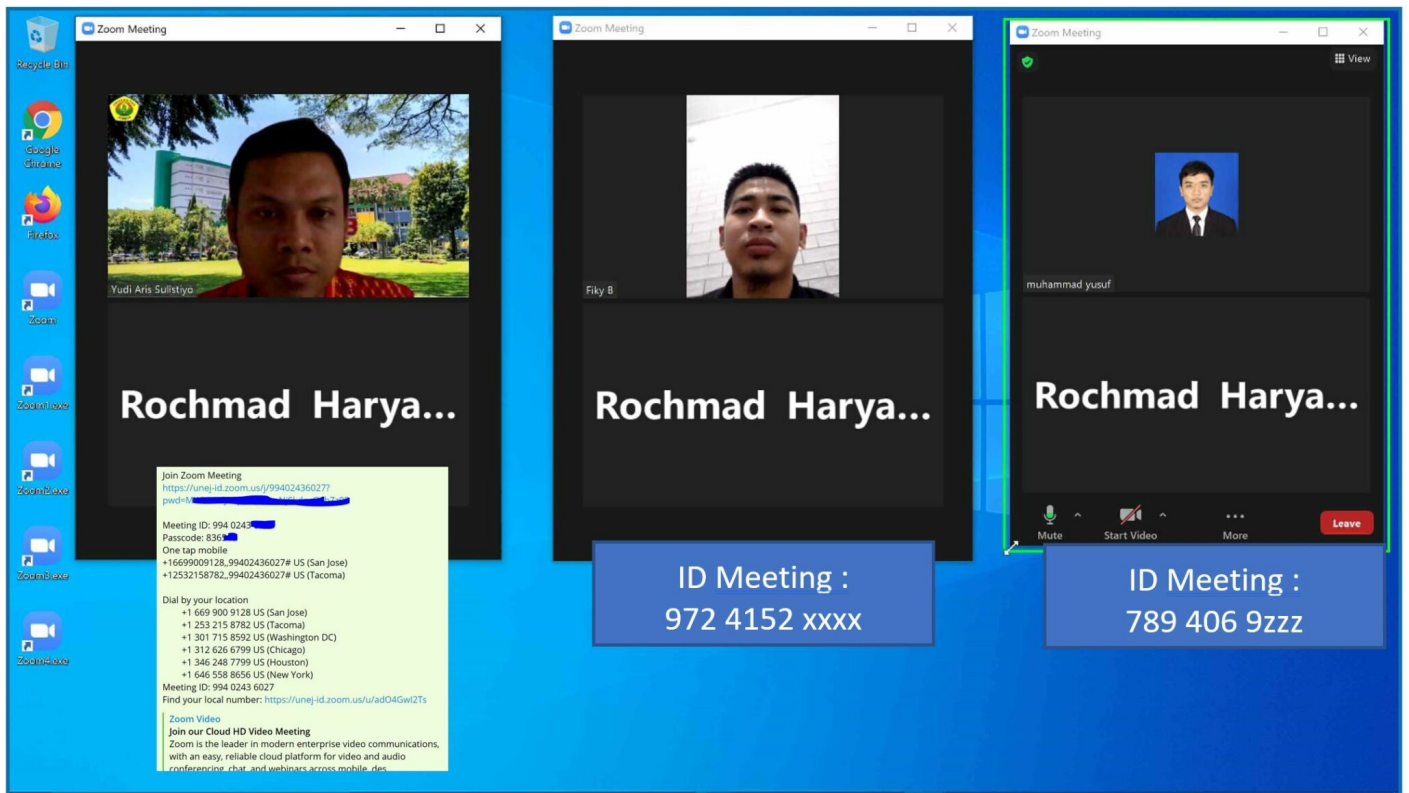 Recycle Bin
Google
Chrome
Firefox
Zoom
Zoom1.exe
Zoom2.exe
Zoom3.exe
Zoom4.exe
Zoom Meeting
Yudi Aris Sulistiyo
Rochmad Harya...
Join Zoom Meeting
https://unej-id.zoom.us/j/99402436027?
Meeting ID: 994 0243
Passcode: 836
One tap mobile
+16699009128,,99402436027# US (San Jose)
+12532158782,,99402436027# US (Tacoma)
Dial by your location
+1 669 900 9128 US (San Jose)
+1 253 215 8782 US (Tacoma)
+1 301 715 8592 US (Washington DC)
+1 312 626 6799 US (Chicago)
+1 346 248 7799 US (Houston)
+1 646 558 8656 US (New York)
Meeting ID: 994 0243 6027
Find your local number: https://unej-id.zoom.us/u/adO4Gwl2Ts
Zoom Video
Join our Cloud HD Video Meeting
Zoom is the leader in modern enterprise video communications,
with an easy, reliable cloud platform for video and audio
conferencing, chat, and webinars across mobile, des
Zoom Meeting
Fiky B
Rochmad Harya...
ID Meeting :
972 4152 xxxx
Zoom Meeting
View
muhammad yusuf
Rochmad Harya...
Mute
Start Video
More
Leave
ID Meeting :
789 406 9zzz